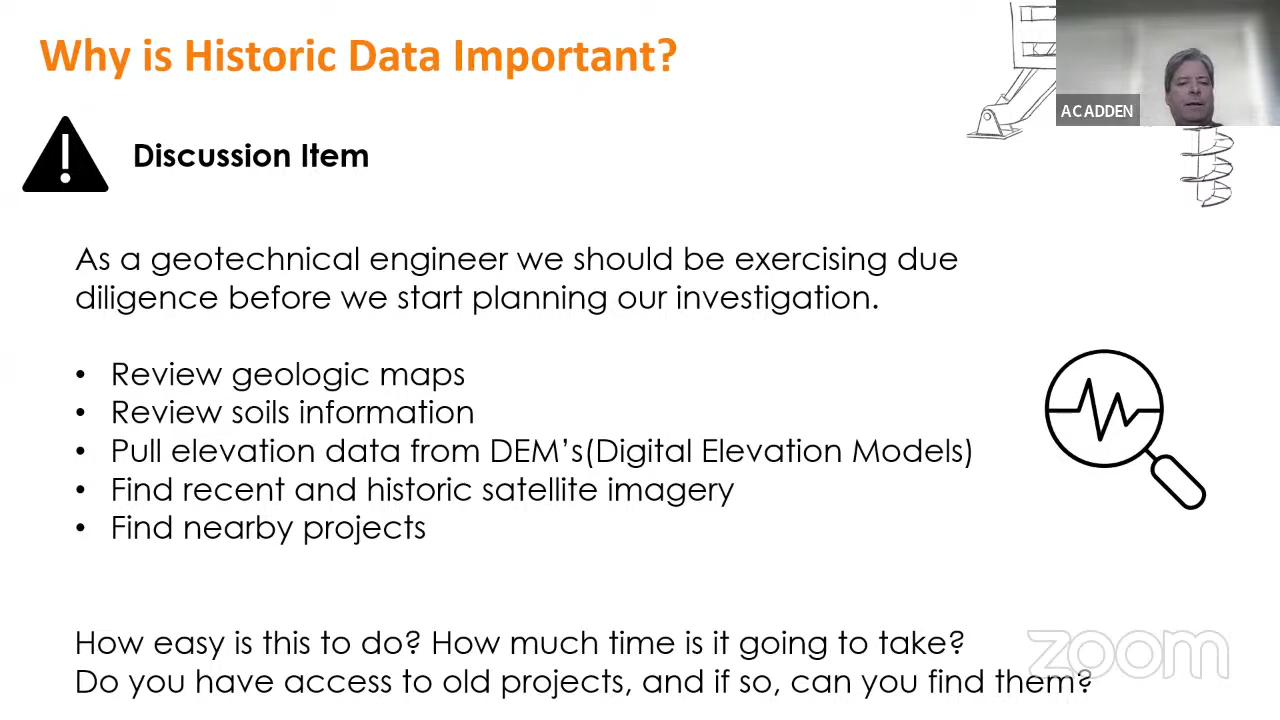 Why is Historic Data Important?
AC ADDEN
Discussion Item
As a geotechnical engineer we should be exercising due
diligence before we start planning our investigation.
• Review geologic maps
• Review soils information
• Pull elevation data from DEM's(Digital Elevation Models)
• Find recent and historic satellite imagery
• Find nearby projects
How easy is this to do? How much time is it going to take?
Do you have access to old projects, and if so, can you find them?
zoom